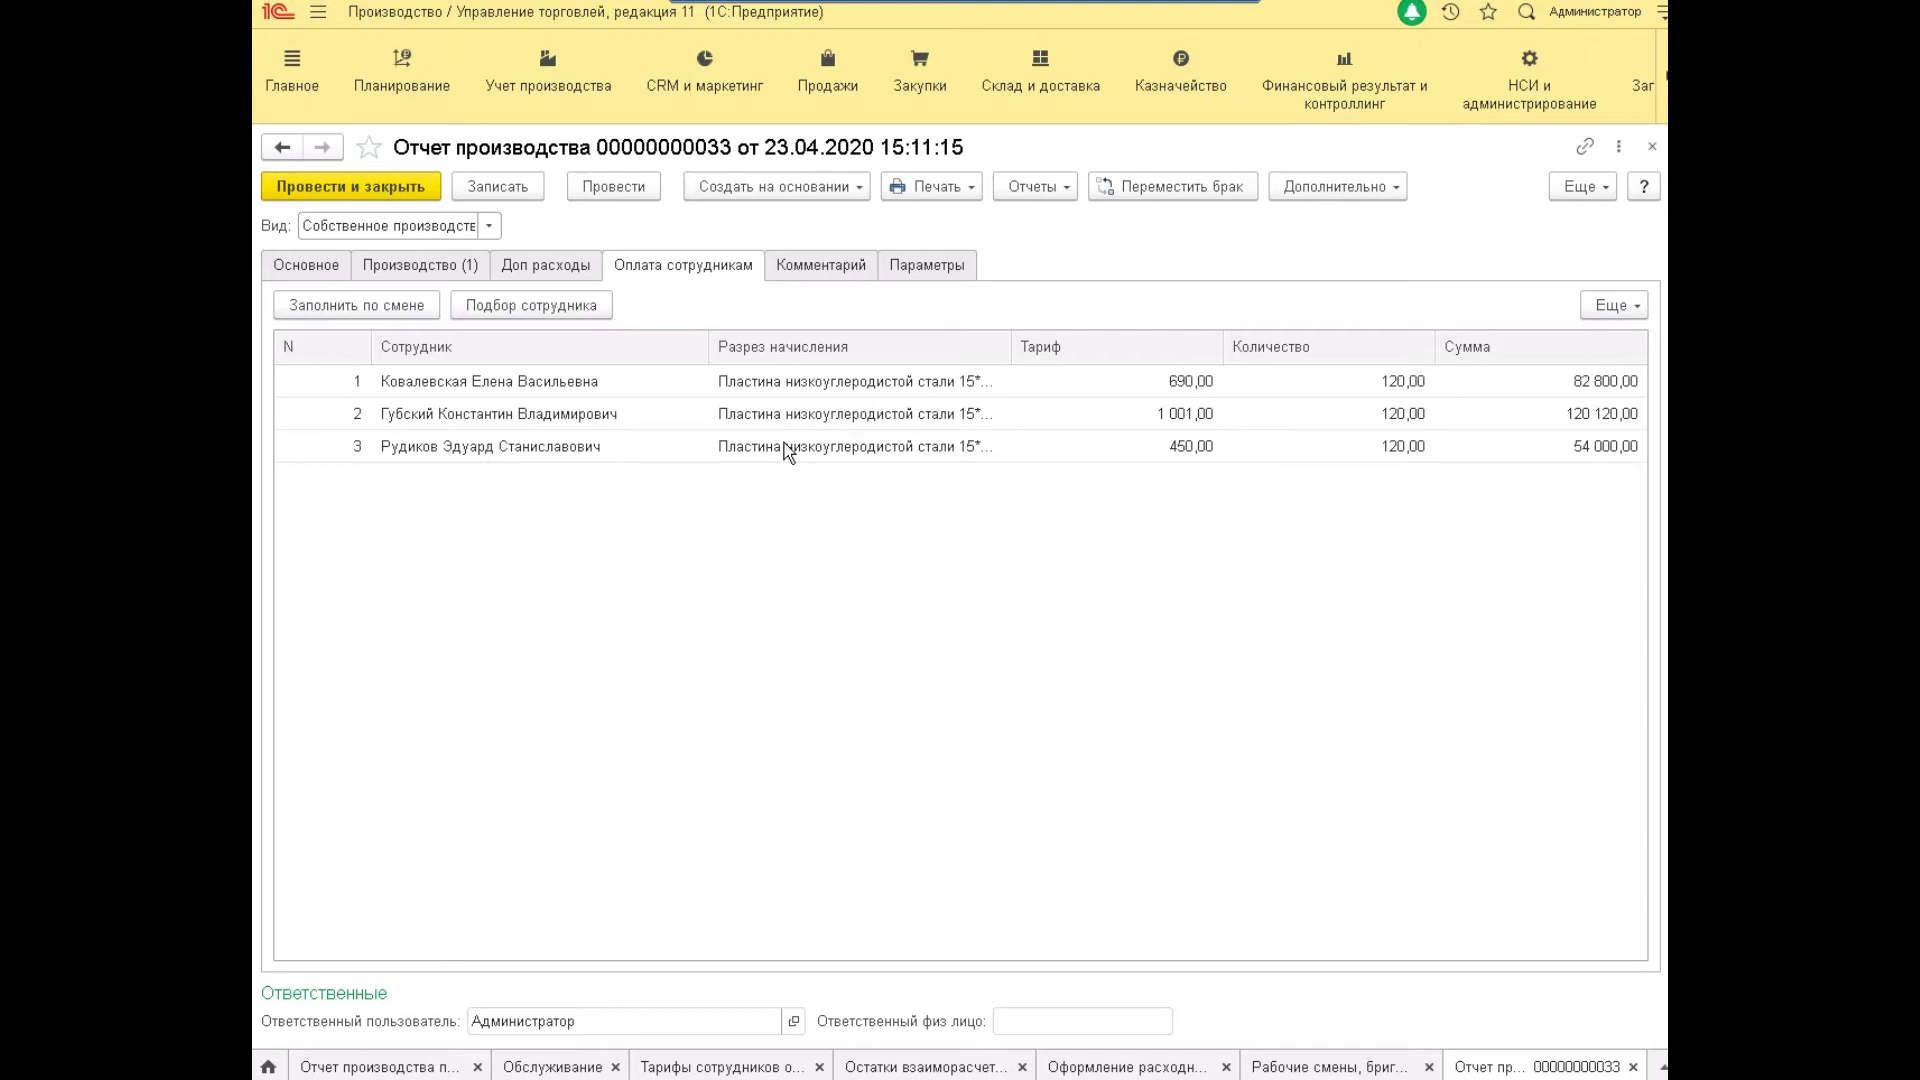 1С Производство / Управление торговлей, редакция 11 (1С:Предприятие) Администратор
Главное Планирование Учет производства CRM и маркетинг Продажи Закупки Склад и доставка Казначейство Финансовый результат и контроллинг НСИ и администрирование Заг
Отчет производства 00000000033 от 23.04.2020 15:11:15
Провести и закрыть Записать Провести Создать на основании Печать Отчеты Переместить брак Дополнительно Еще ?
Вид: Собственное производств
Основное Производство (1) Доп расходы Оплата сотрудникам Комментарий Параметры
Заполнить по смене Подбор сотрудника Еще
N Сотрудник Разрез начисления Тариф Количество Сумма
1 Ковалевская Елена Васильевна Пластина низкоуглеродистой стали 15*... 690,00 120,00 82 800,00
2 Губский Константин Владимирович Пластина низкоуглеродистой стали 15*... 1 001,00 120,00 120 120,00
3 Рудиков Эдуард Станиславович Пластина низкоуглеродистой стали 15*... 450,00 120,00 54 000,00
Ответственные
Ответственный пользователь: Администратор Ответственный физ лицо:
Отчет производства п... Обслуживание Тарифы сотрудников о... Остатки взаиморасчет... Оформление расходн... Рабочие смены, бриг... Отчет пр... 00000000033